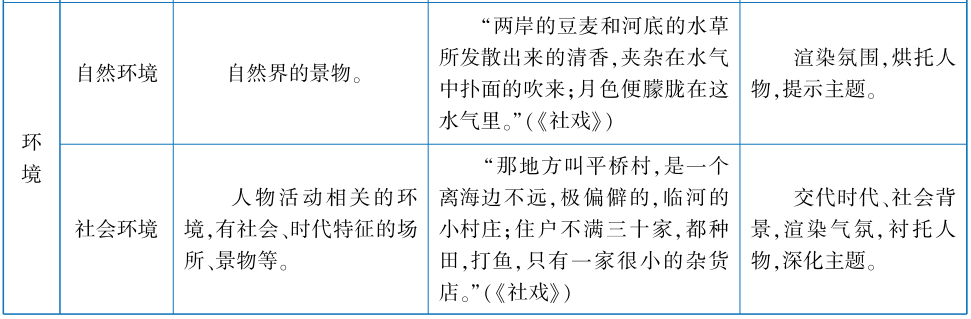 环
境
自然环境
自然界的景物。
“两岸的豆麦和河底的水草
所发散出来的清香,夹杂在水气
中扑面的吹来;月色便朦胧在这
水气里。”(《社戏》)
渲染氛围,烘托人
物,提示主题。
社会环境
人物活动相关的环
境,有社会、时代特征的场
所、景物等。
“那地方叫平桥村,是一个
离海边不远,极偏僻的,临河的
小村庄;住户不满三十家,都种
田,打鱼,只有一家很小的杂货
店。”(《社戏》)
交代时代、社会背
景,渲染气氛,衬托人
物,深化主题。